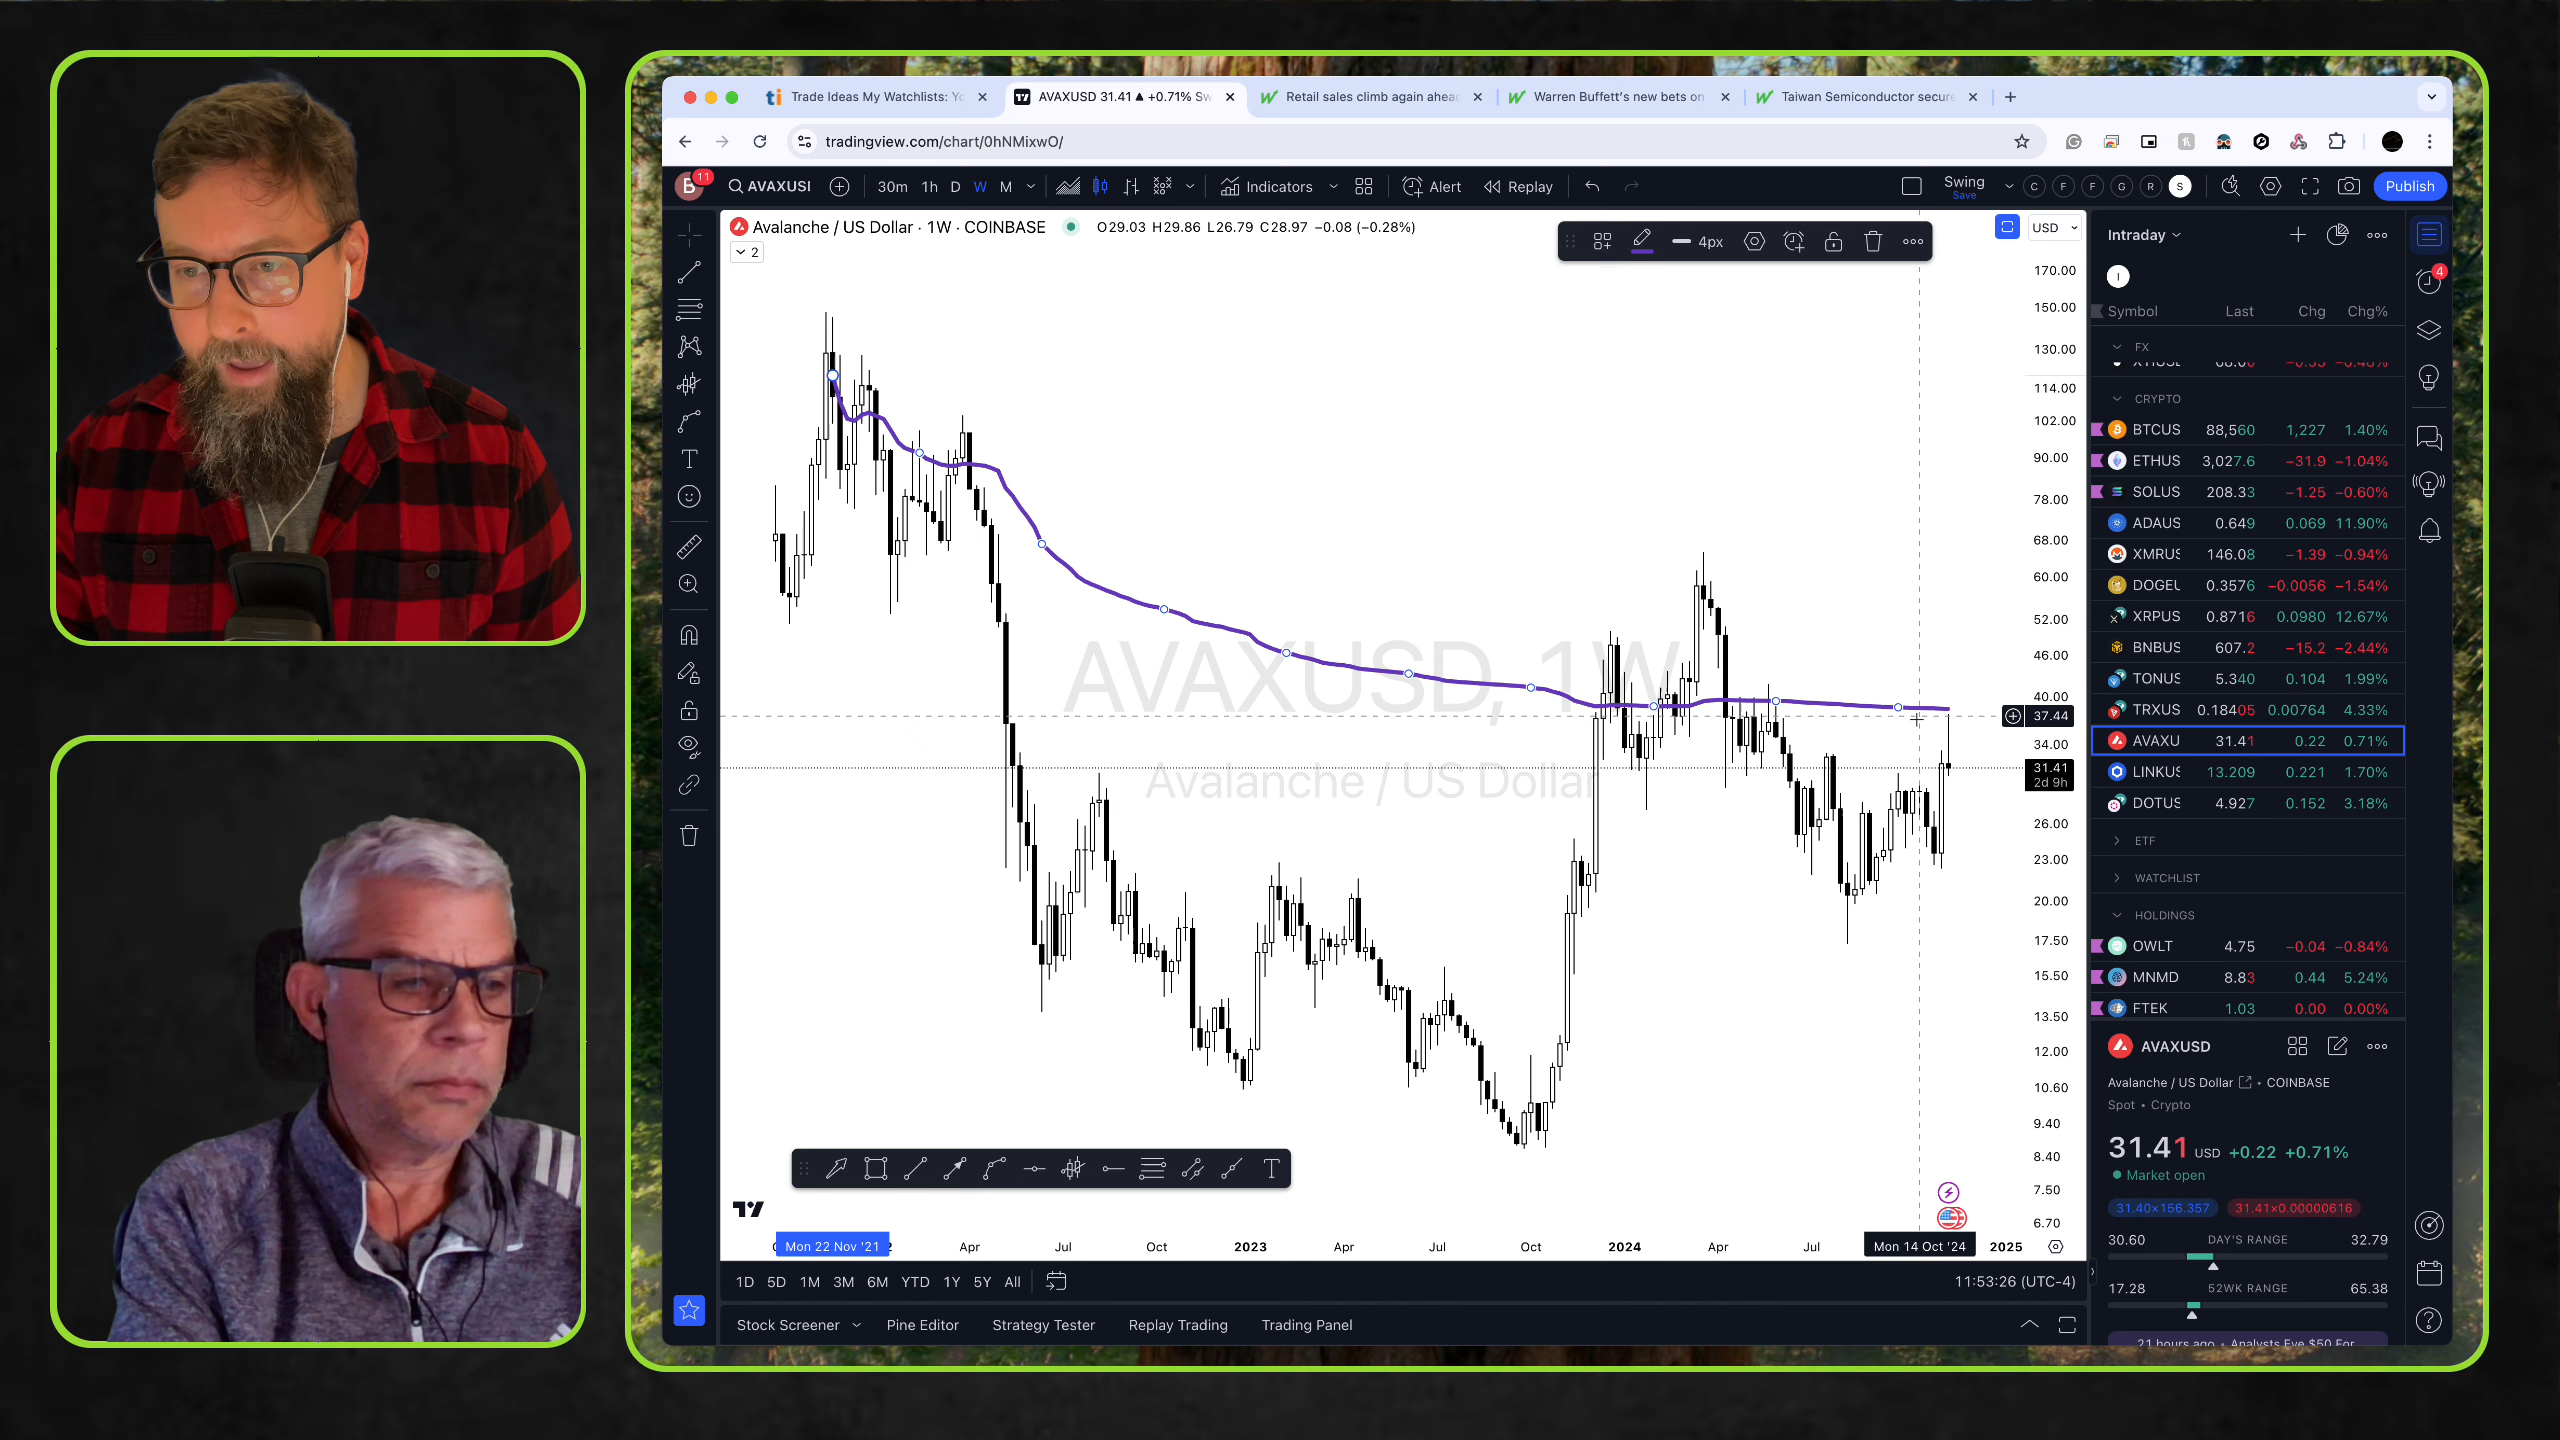 Trade Ideas My Watchlists: Yo
AVAXUSD 31.41 ▲ +0.71% Sw
Retail sales climb again ahea
Warren Buffett's new bets on
Taiwan Semiconductor secure
tradingview.com/chart/0hNMixwO/
B 11 AVAXUSI 30m 1h D W M Indicators Alert Replay Swing Save C F F G R S Publish
Avalanche / US Dollar · 1W · COINBASE O29.03 H29.86 L26.79 C28.97 −0.08 (−0.28%)
2
4px
USD
170.00
150.00
130.00
114.00
102.00
90.00
78.00
68.00
60.00
52.00
46.00
40.00
37.44
34.00
31.41
2d 9h
26.00
23.00
20.00
17.50
15.50
13.50
12.00
10.60
9.40
8.40
7.50
6.70
AVAXUSD, 1W
Avalanche / US Dollar
Mon 22 Nov '21 Apr Jul Oct 2023 Apr Jul Oct 2024 Apr Jul Mon 14 Oct '24 2025
1D 5D 1M 3M 6M YTD 1Y 5Y All 11:53:26 (UTC-4)
Stock Screener Pine Editor Strategy Tester Replay Trading Trading Panel
Intraday
I
4
Symbol Last Chg Chg%
FX
CRYPTO
BTCUS 88,560 1,227 1.40%
ETHUS 3,027.6 −31.9 −1.04%
SOLUS 208.33 −1.25 −0.60%
ADAUS 0.649 0.069 11.90%
XMRUS 146.08 −1.39 −0.94%
DOGEU 0.3576 −0.0056 −1.54%
XRPUS 0.8716 0.0980 12.67%
BNBUS 607.2 −15.2 −2.44%
TONUS 5.340 0.104 1.99%
TRXUS 0.18405 0.00764 4.33%
AVAXU 31.41 0.22 0.71%
LINKUS 13.209 0.221 1.70%
DOTUS 4.927 0.152 3.18%
ETF
WATCHLIST
HOLDINGS
OWLT 4.75 −0.04 −0.84%
MNMD 8.83 0.44 5.24%
FTEK 1.03 0.00 0.00%
AVAXUSD
Avalanche / US Dollar • COINBASE
Spot • Crypto
31.41 USD +0.22 +0.71%
Market open
31.40×156.357 31.41×0.00000616
30.60 DAY'S RANGE 32.79
17.28 52WK RANGE 65.38
21 hours ago • Analysts Eye $50 For